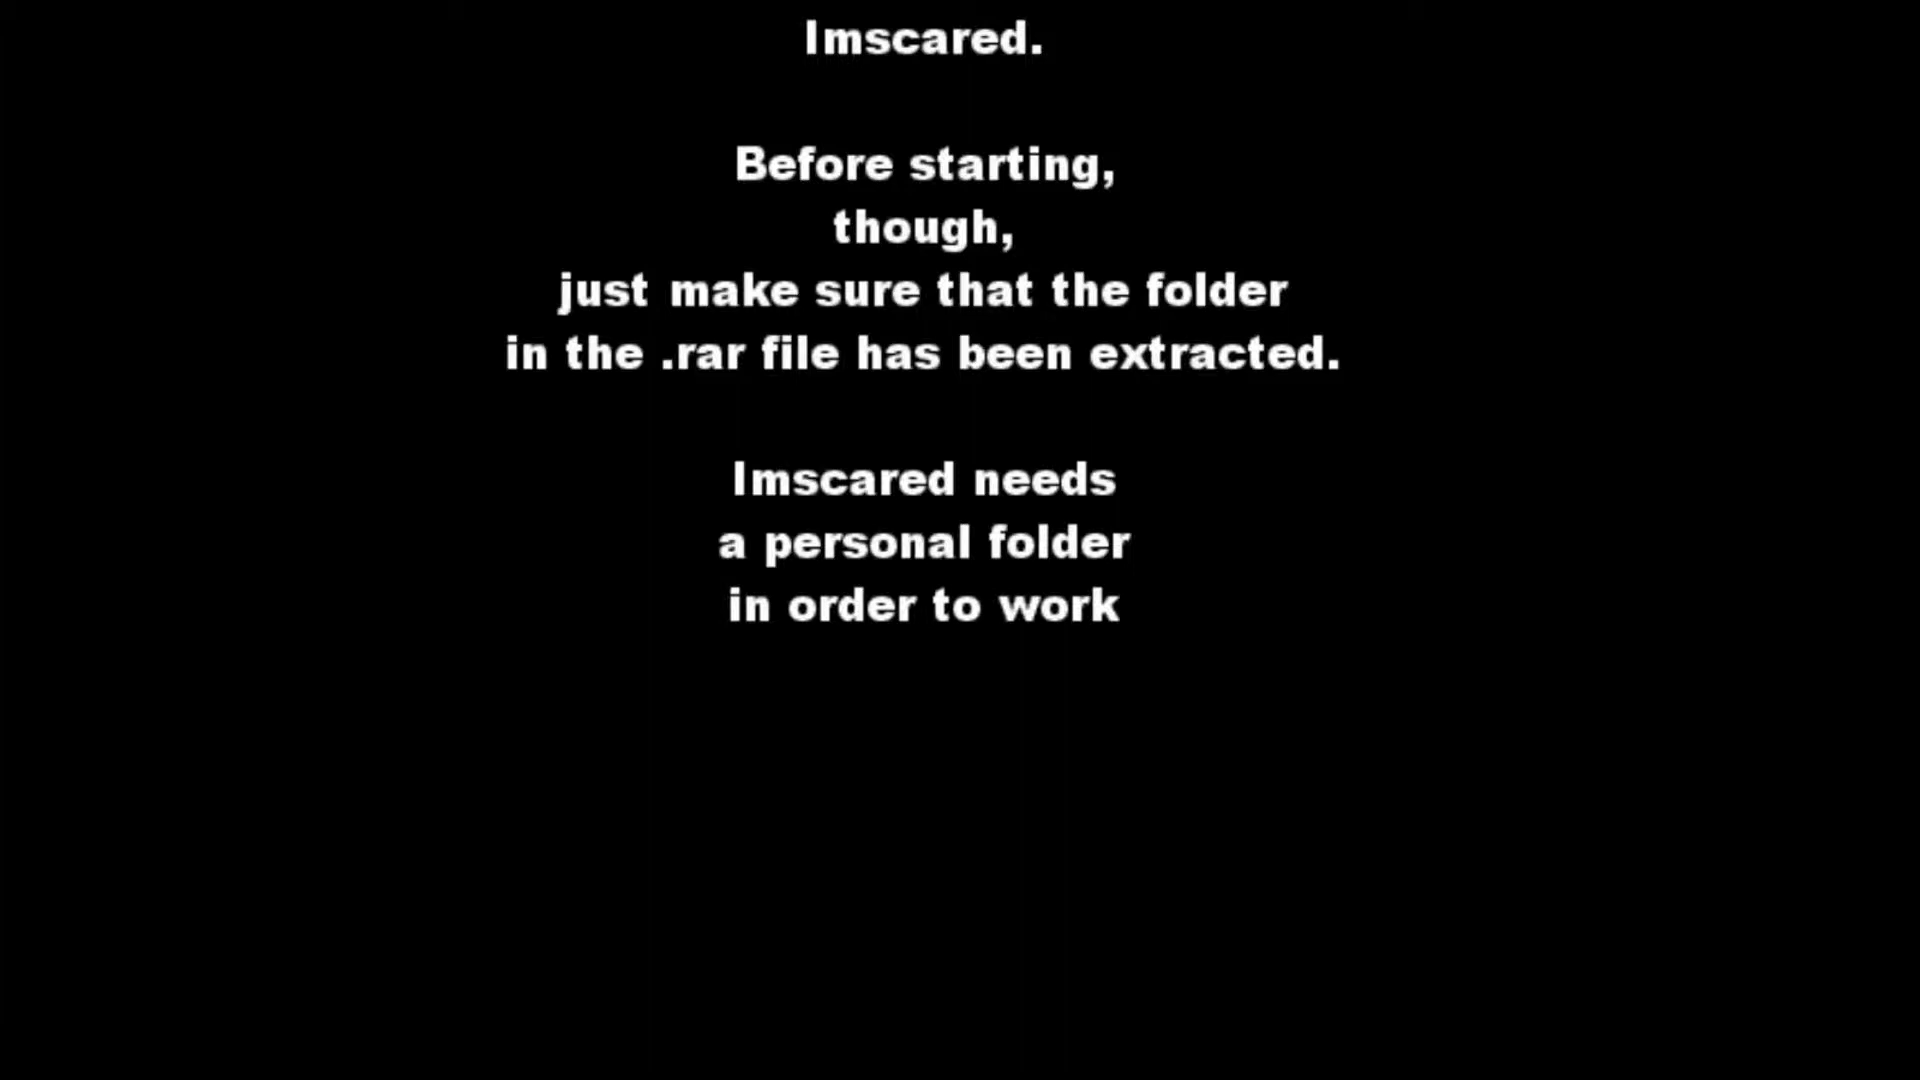 Imscared.
Before starting,
though,
just make sure that the folder
in the .rar file has been extracted.
Imscared needs
a personal folder
in order to work